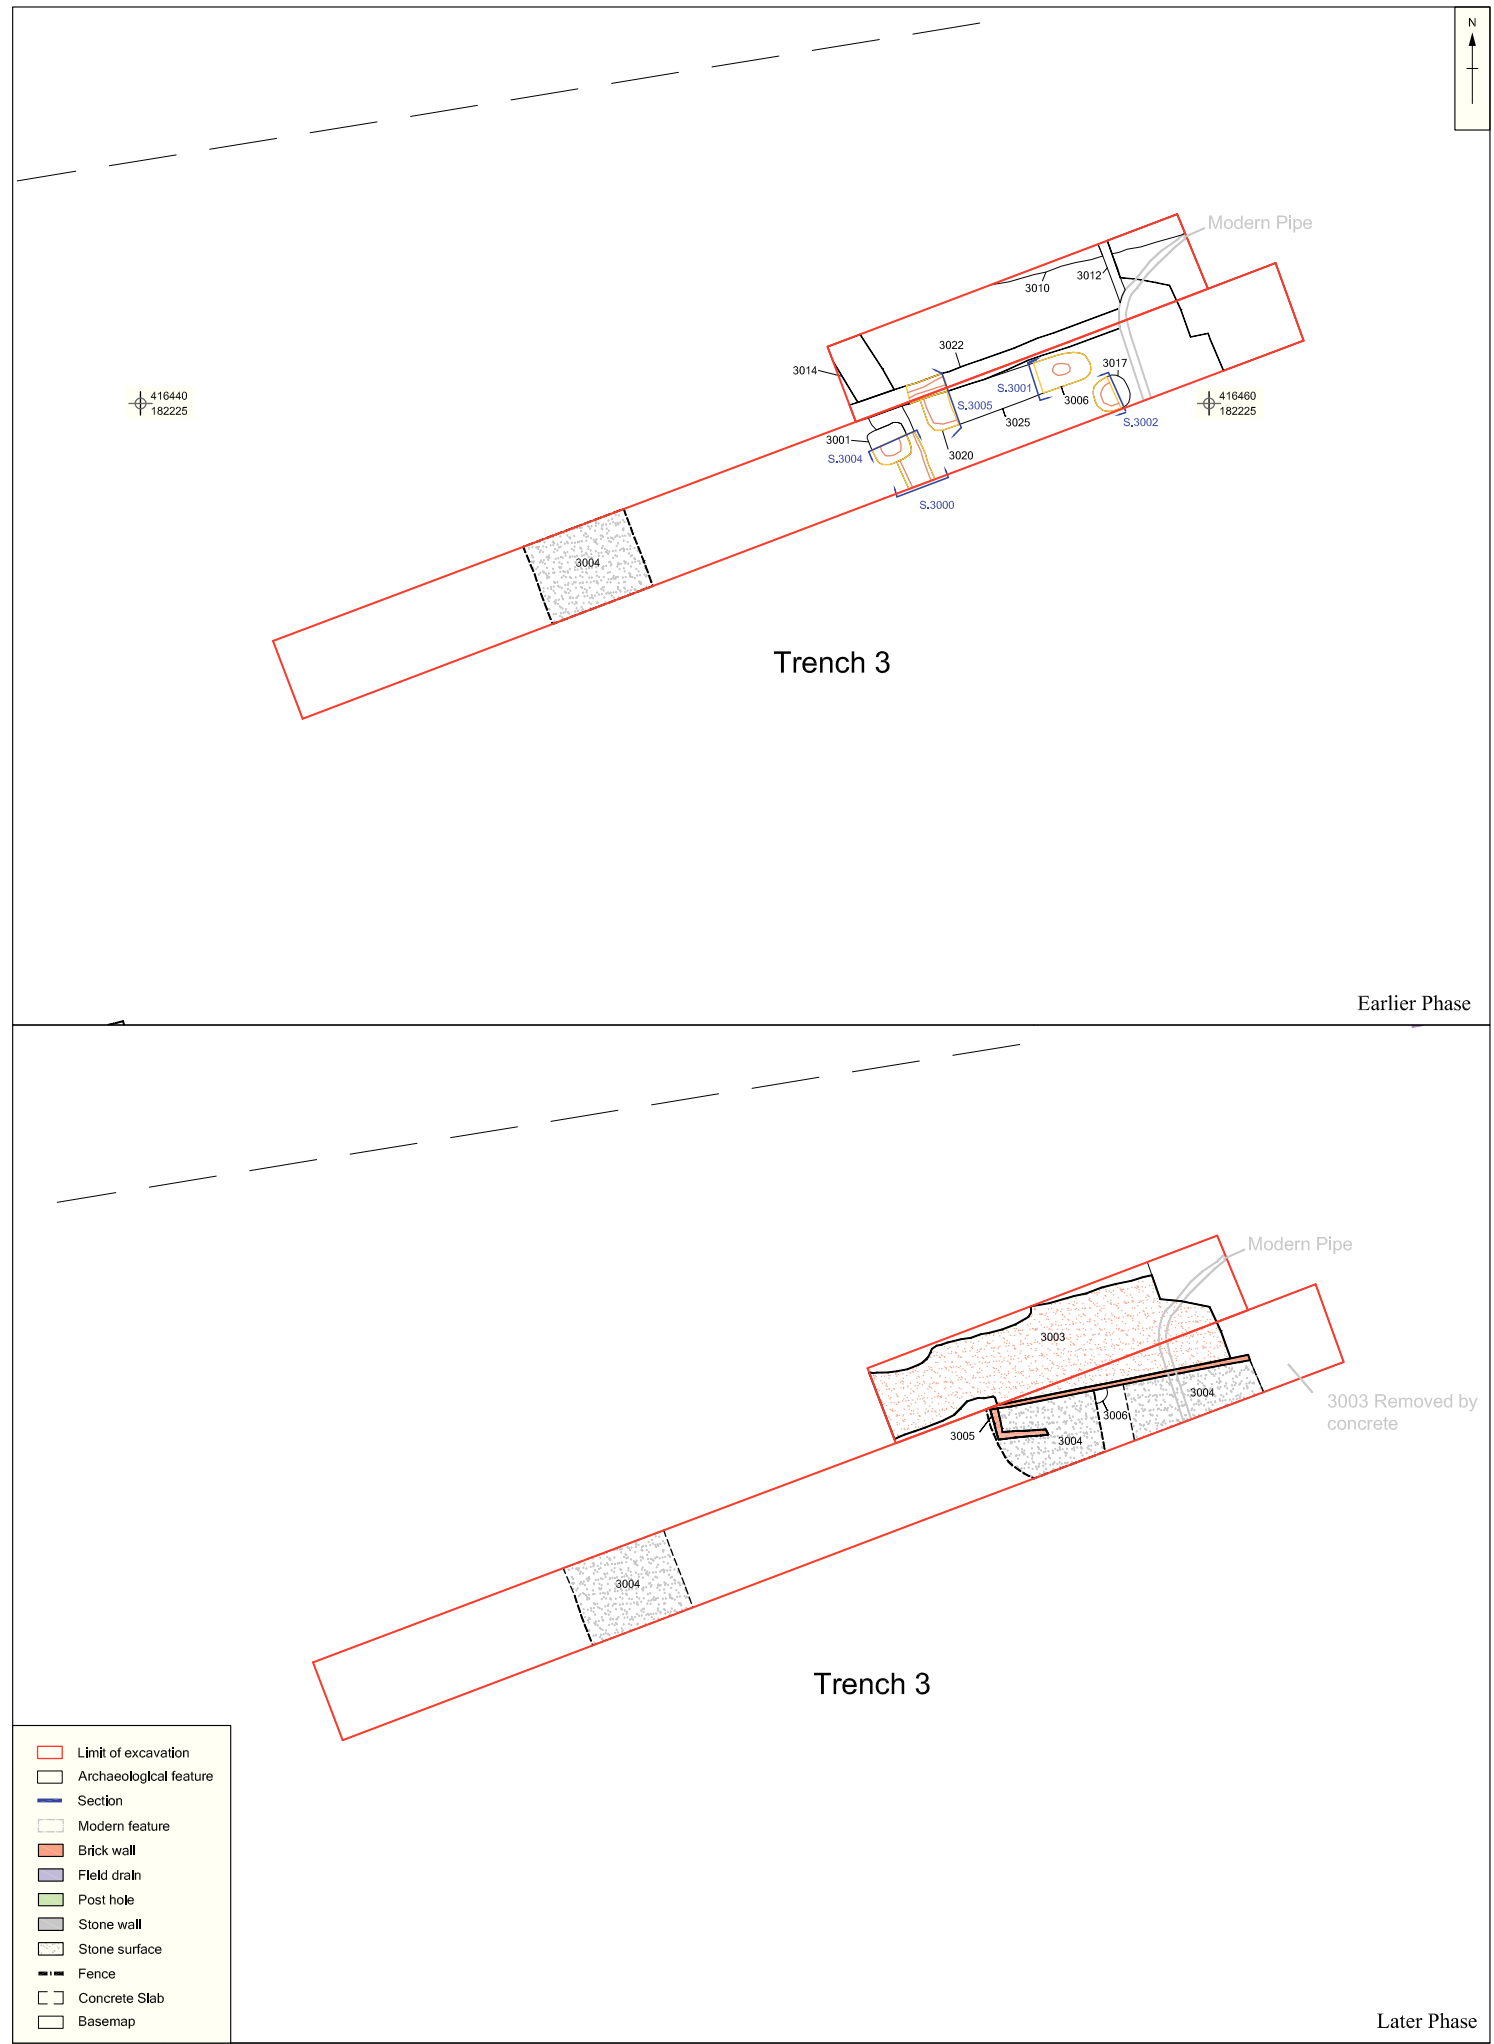 N
Modern Pipe
3012
3010
3022
3014
3017
S.3001
416440
182225
416460
182225
3006
S.3005
3025
S.3002
3001
S.3004
3020
S.3000
3004
Trench 3
Earlier Phase
Modern Pipe
3003
3004
3003 Removed by
concrete
3006
3005
3004
3004
Trench 3
Limit of excavation
Archaeological feature
Section
Modern feature
Brick wall
Field drain
Post hole
Stone wall
Stone surface
Fence
Concrete Slab
Basemap
Later Phase